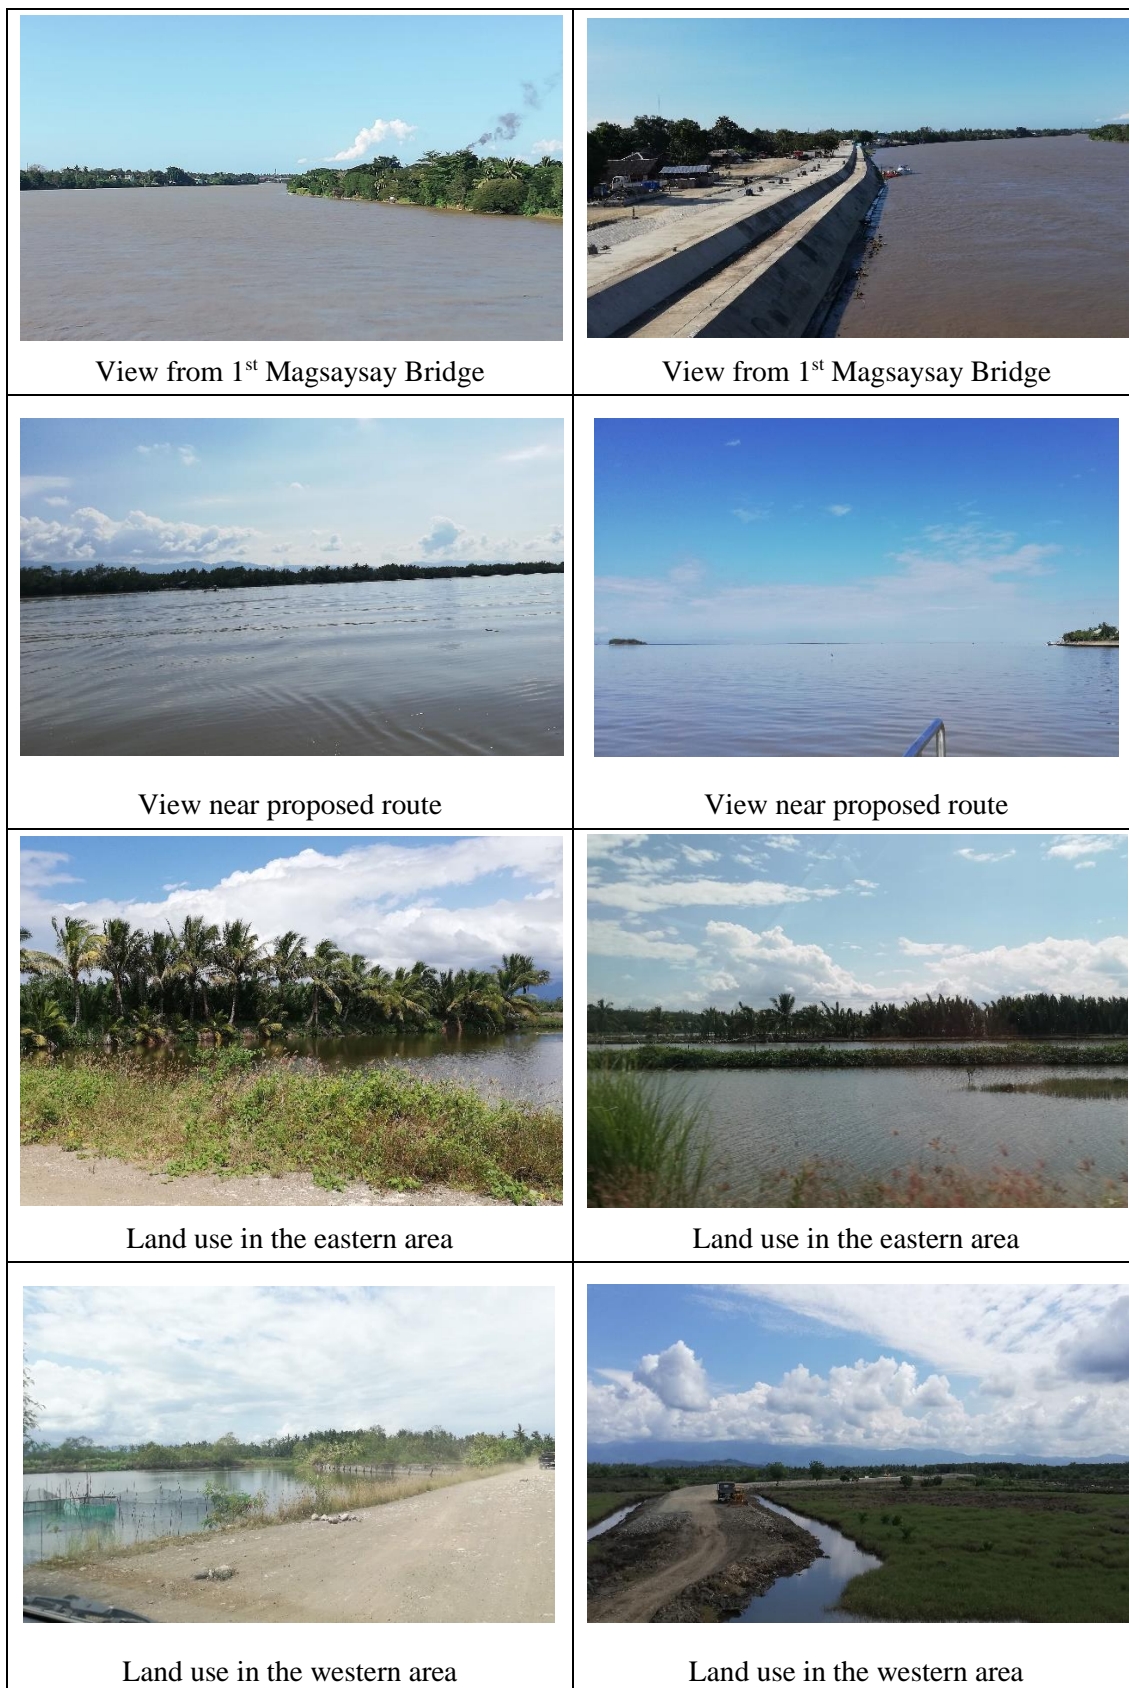 View from 1st Magsaysay Bridge
View from 1st Magsaysay Bridge
View near proposed route
View near proposed route
Land use in the eastern area
Land use in the eastern area
Land use in the western area
Land use in the western area